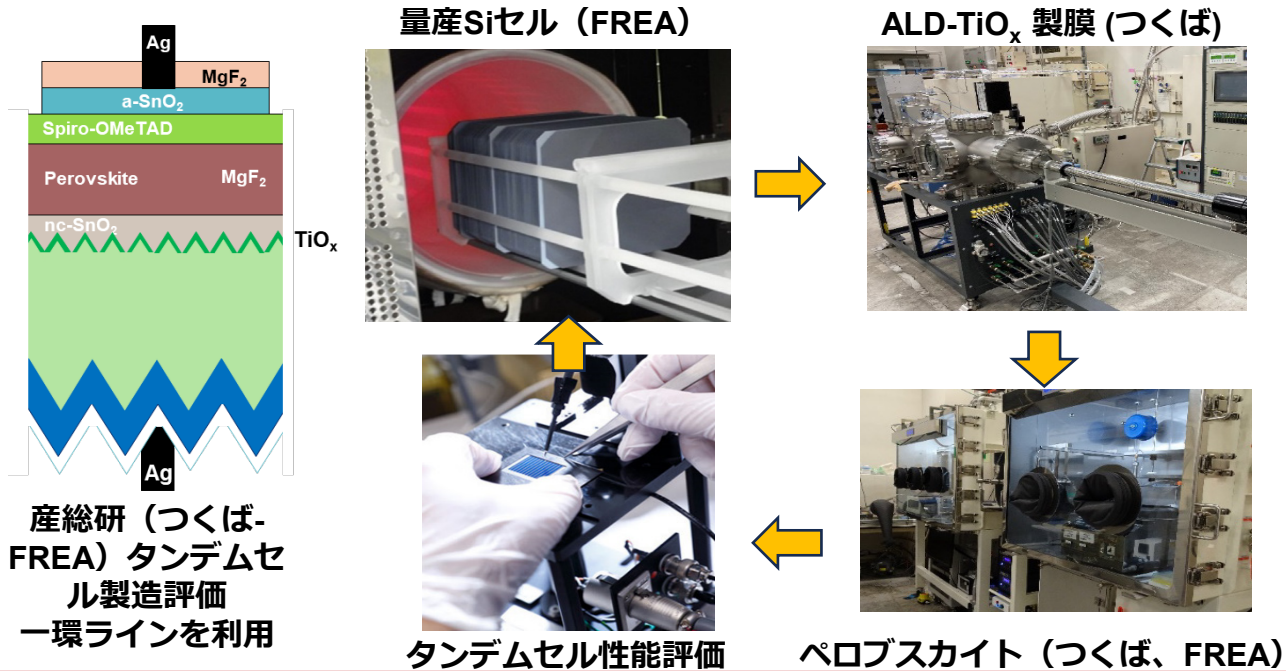 Ag
MgF₂
a-SnO₂
Spiro-OMeTAD
Perovskite MgF₂
nc-SnO₂
TiOₓ
Ag
産総研（つくば-
FREA）タンデムセ
ル製造評価
一環ラインを利用
量産Siセル（FREA）
ALD-TiOₓ 製膜 (つくば)
タンデムセル性能評価
ペロブスカイト（つくば、FREA）